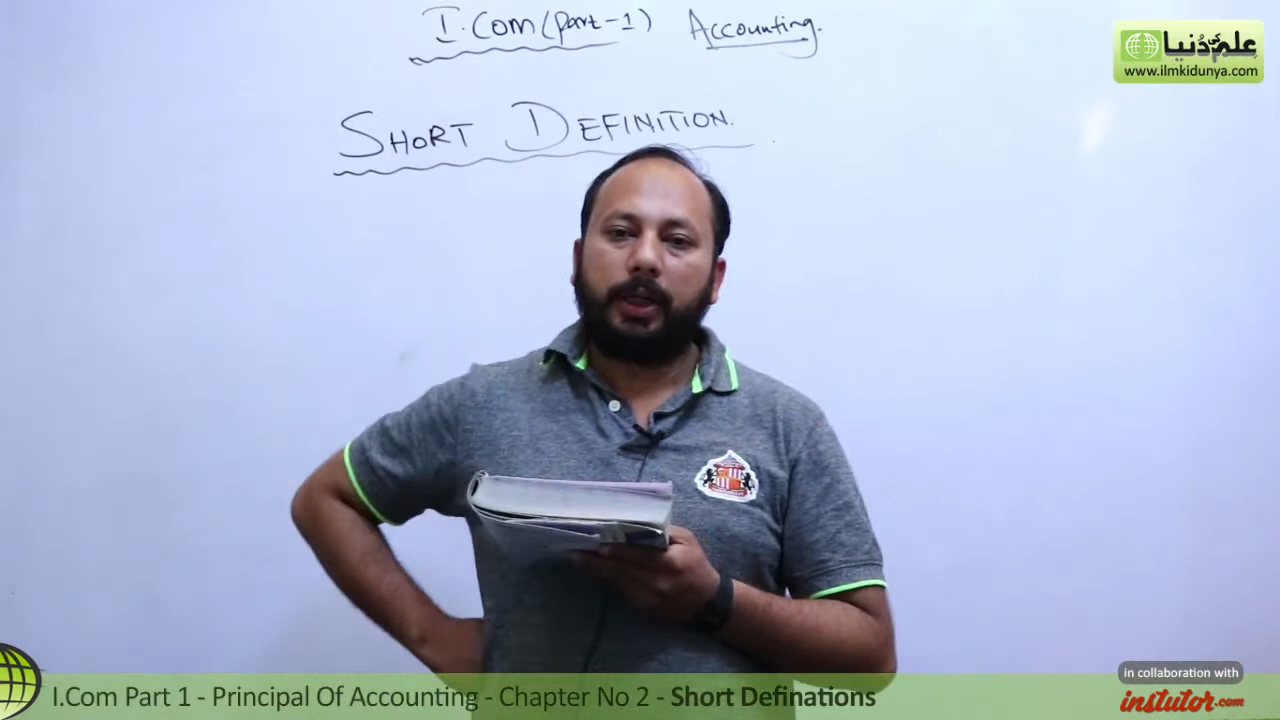 I.Com (part-1) Accounting.
SHORT DEFINITION.
علم کی دُنیا
www.ilmkidunya.com
I.Com Part 1 - Principal Of Accounting - Chapter No 2 - Short Definations
in collaboration with
instutor.com